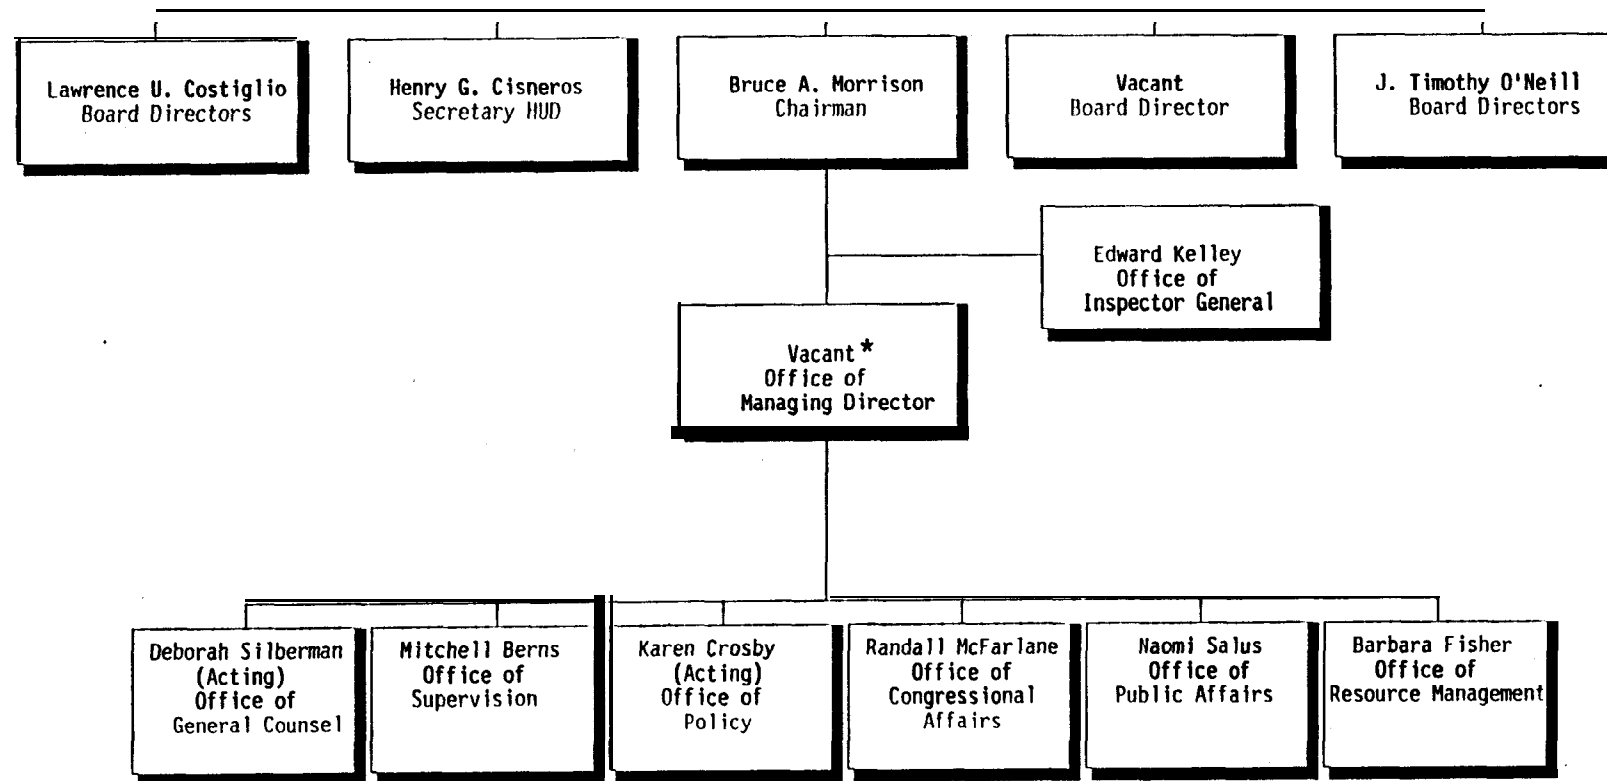 Lawrence U. Costiglio
Board Directors
Henry G. Cisneros
Secretary HUD
Bruce A. Morrison
Chairman
Vacant
Board Director
J. Timothy O'Neill
Board Directors
Edward Kelley
Office of
Inspector General
Vacant *
Office of
Managing Director
Deborah Silberman
(Acting)
Office of
General Counsel
Mitchell Berns
Office of
Supervision
Karen Crosby
(Acting)
Office of
Policy
Randall McFarlane
Office of
Congressional
Affairs
Naomi Salus
Office of
Public Affairs
Barbara Fisher
Office of
Resource Management